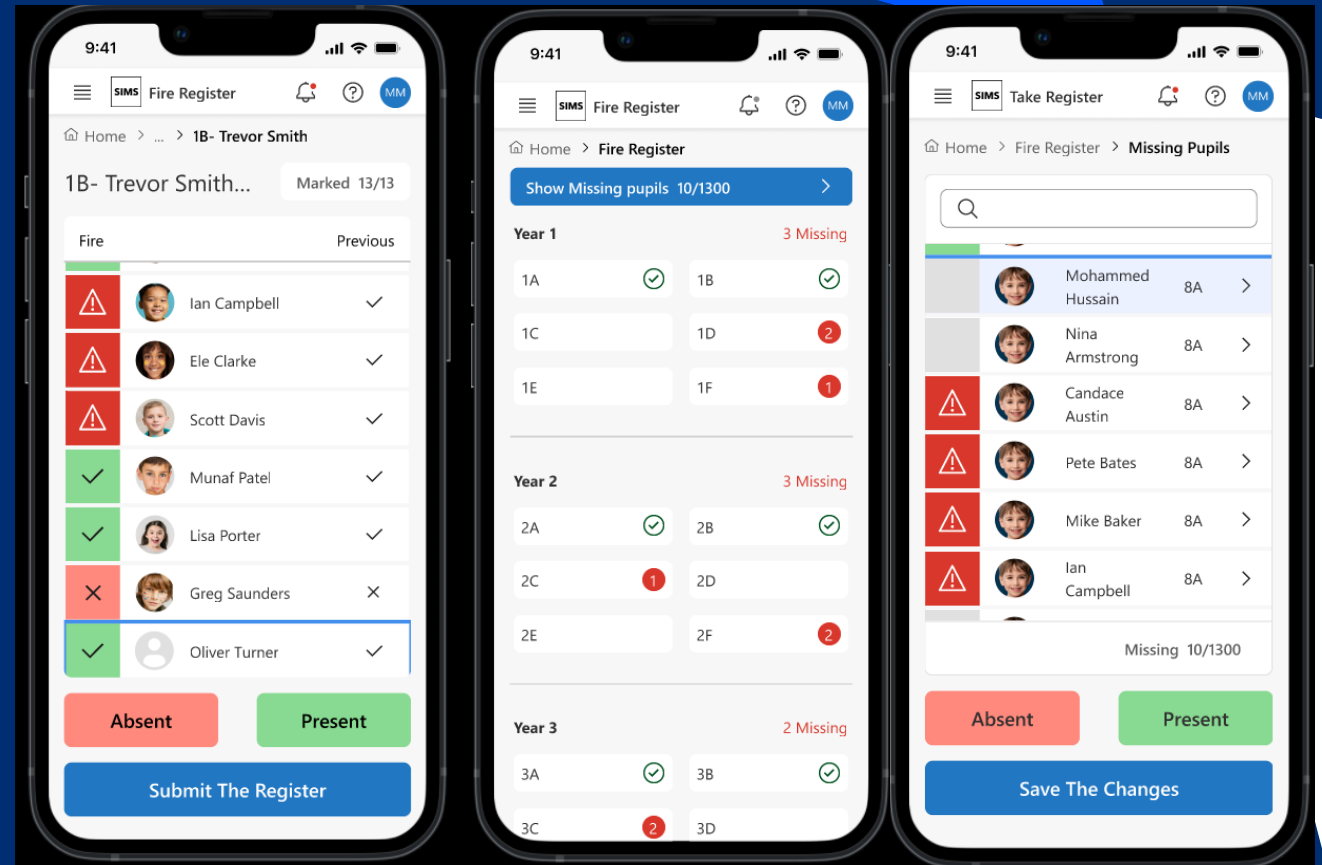 9:41
SIMS Fire Register MM
Home > ... > 1B- Trevor Smith
1B- Trevor Smith... Marked 13/13
Fire Previous
Ian Campbell
Ele Clarke
Scott Davis
Munaf Patel
Lisa Porter
Greg Saunders
Oliver Turner
Absent Present
Submit The Register
9:41
SIMS Fire Register MM
Home > Fire Register
Show Missing pupils 10/1300
Year 1 3 Missing
1A 1B
1C 1D 2
1E 1F 1
Year 2 3 Missing
2A 2B
2C 1 2D
2E 2F 2
Year 3 2 Missing
3A 3B
3C 2 3D
9:41
SIMS Take Register MM
Home > Fire Register > Missing Pupils
Mohammed
Hussain 8A
Nina
Armstrong 8A
Candace
Austin 8A
Pete Bates 8A
Mike Baker 8A
Ian
Campbell 8A
Missing 10/1300
Absent Present
Save The Changes